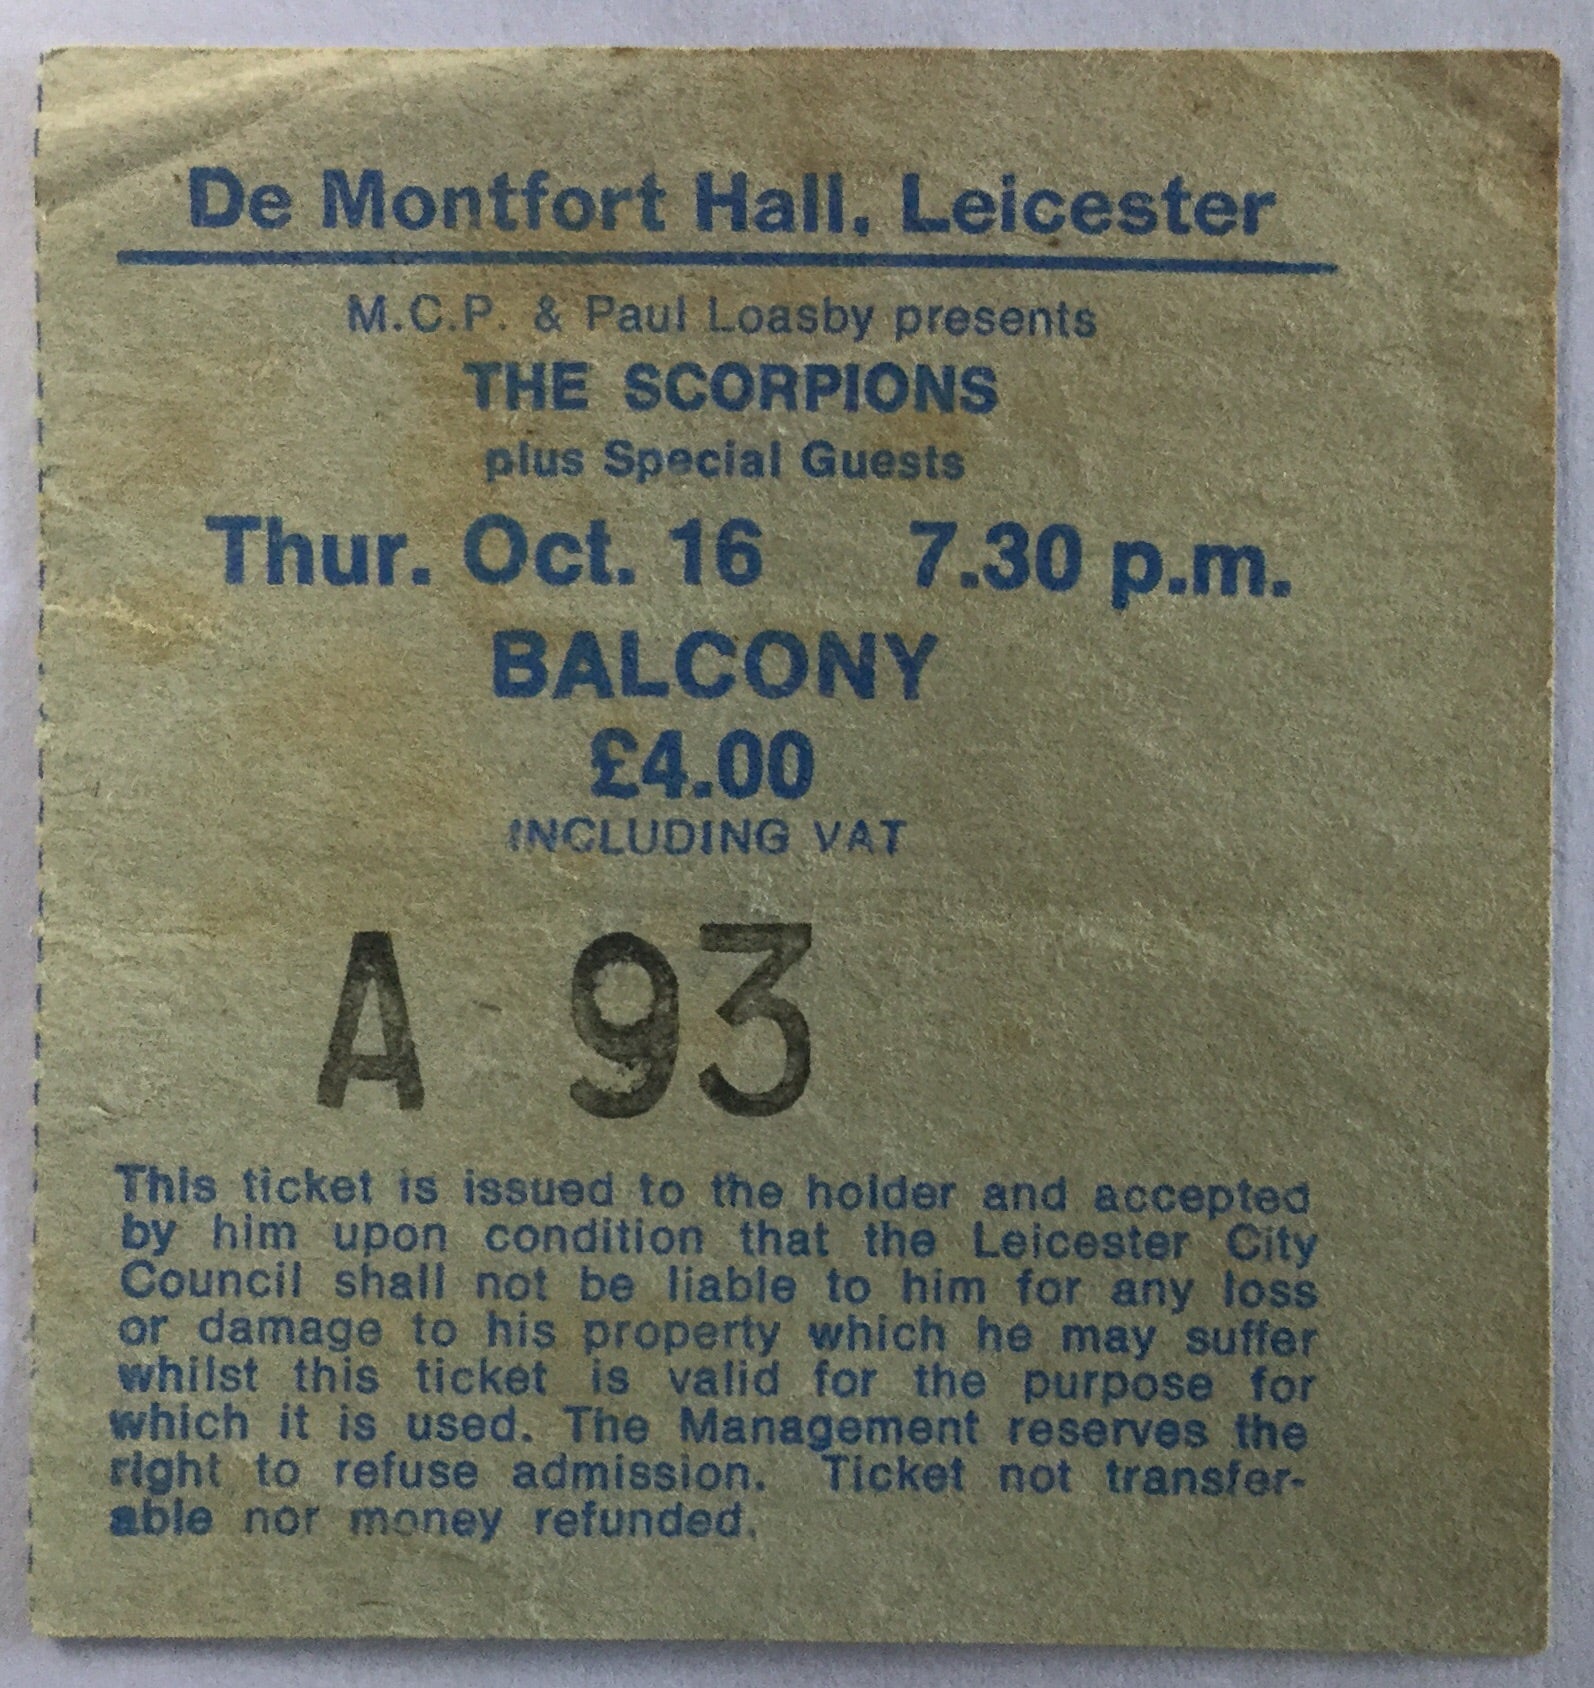 De Montfort Hall, Leicester
M.C.P. & Paul Loasby presents
THE SCORPIONS
plus Special Guests
Thur. Oct. 16 7.30 p.m.
BALCONY
£4.00
INCLUDING VAT
A 93
This ticket is issued to the holder and accepted
by him upon condition that the Leicester City
Council shall not be liable to him for any loss
or damage to his property which he may suffer
whilst this ticket is valid for the purpose for
which it is used. The Management reserves the
right to refuse admission. Ticket not transfer-
able nor money refunded.